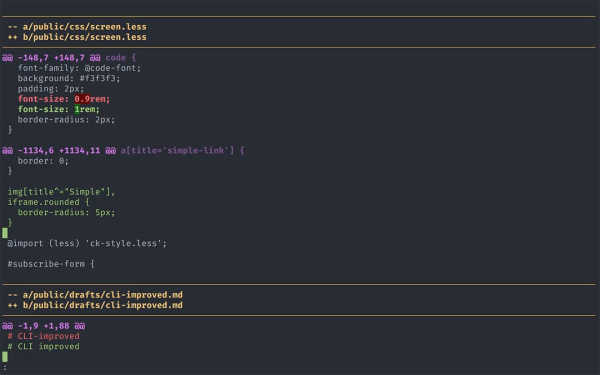 -- a/public/css/screen.less
++ b/public/css/screen.less
@@ -148,7 +148,7 @@ code {
font-family: @code-font;
background: #f3f3f3;
padding: 2px;
font-size: 0.9rem;
font-size: 1rem;
border-radius: 2px;
}
@@ -1134,6 +1134,11 @@ a[title='simple-link'] {
border: 0;
}
img[title^="Simple"],
iframe.rounded {
border-radius: 5px;
}
@import (less) 'ck-style.less';
#subscribe-form {
-- a/public/drafts/cli-improved.md
++ b/public/drafts/cli-improved.md
@@ -1,9 +1,88 @@
# CLI-improved
# CLI improved
: